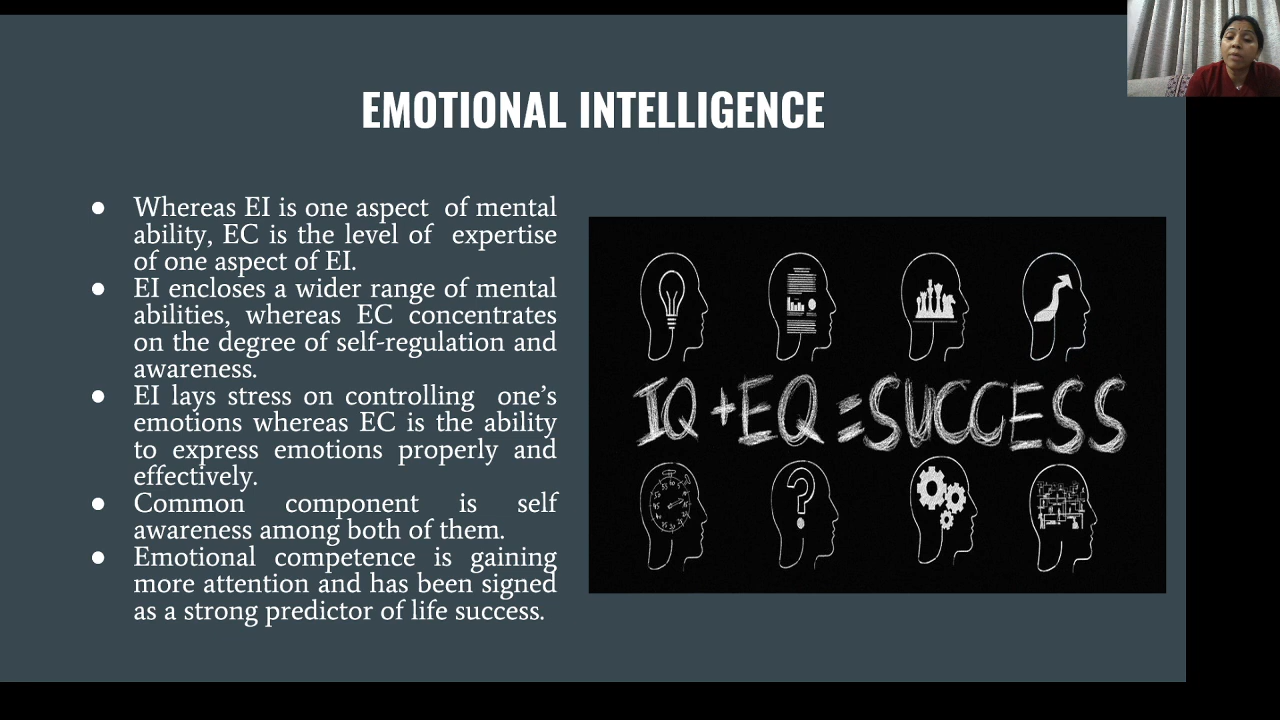 EMOTIONAL INTELLIGENCE
● Whereas EI is one aspect of mental
ability, EC is the level of expertise
of one aspect of EI.
● EI encloses a wider range of mental
abilities, whereas EC concentrates
on the degree of self-regulation and
awareness.
● EI lays stress on controlling one's
emotions whereas EC is the ability
to express emotions properly and
effectively.
● Common component is self
awareness among both of them.
● Emotional competence is gaining
more attention and has been signed
as a strong predictor of life success.
IQ + EQ = SUCCESS
?